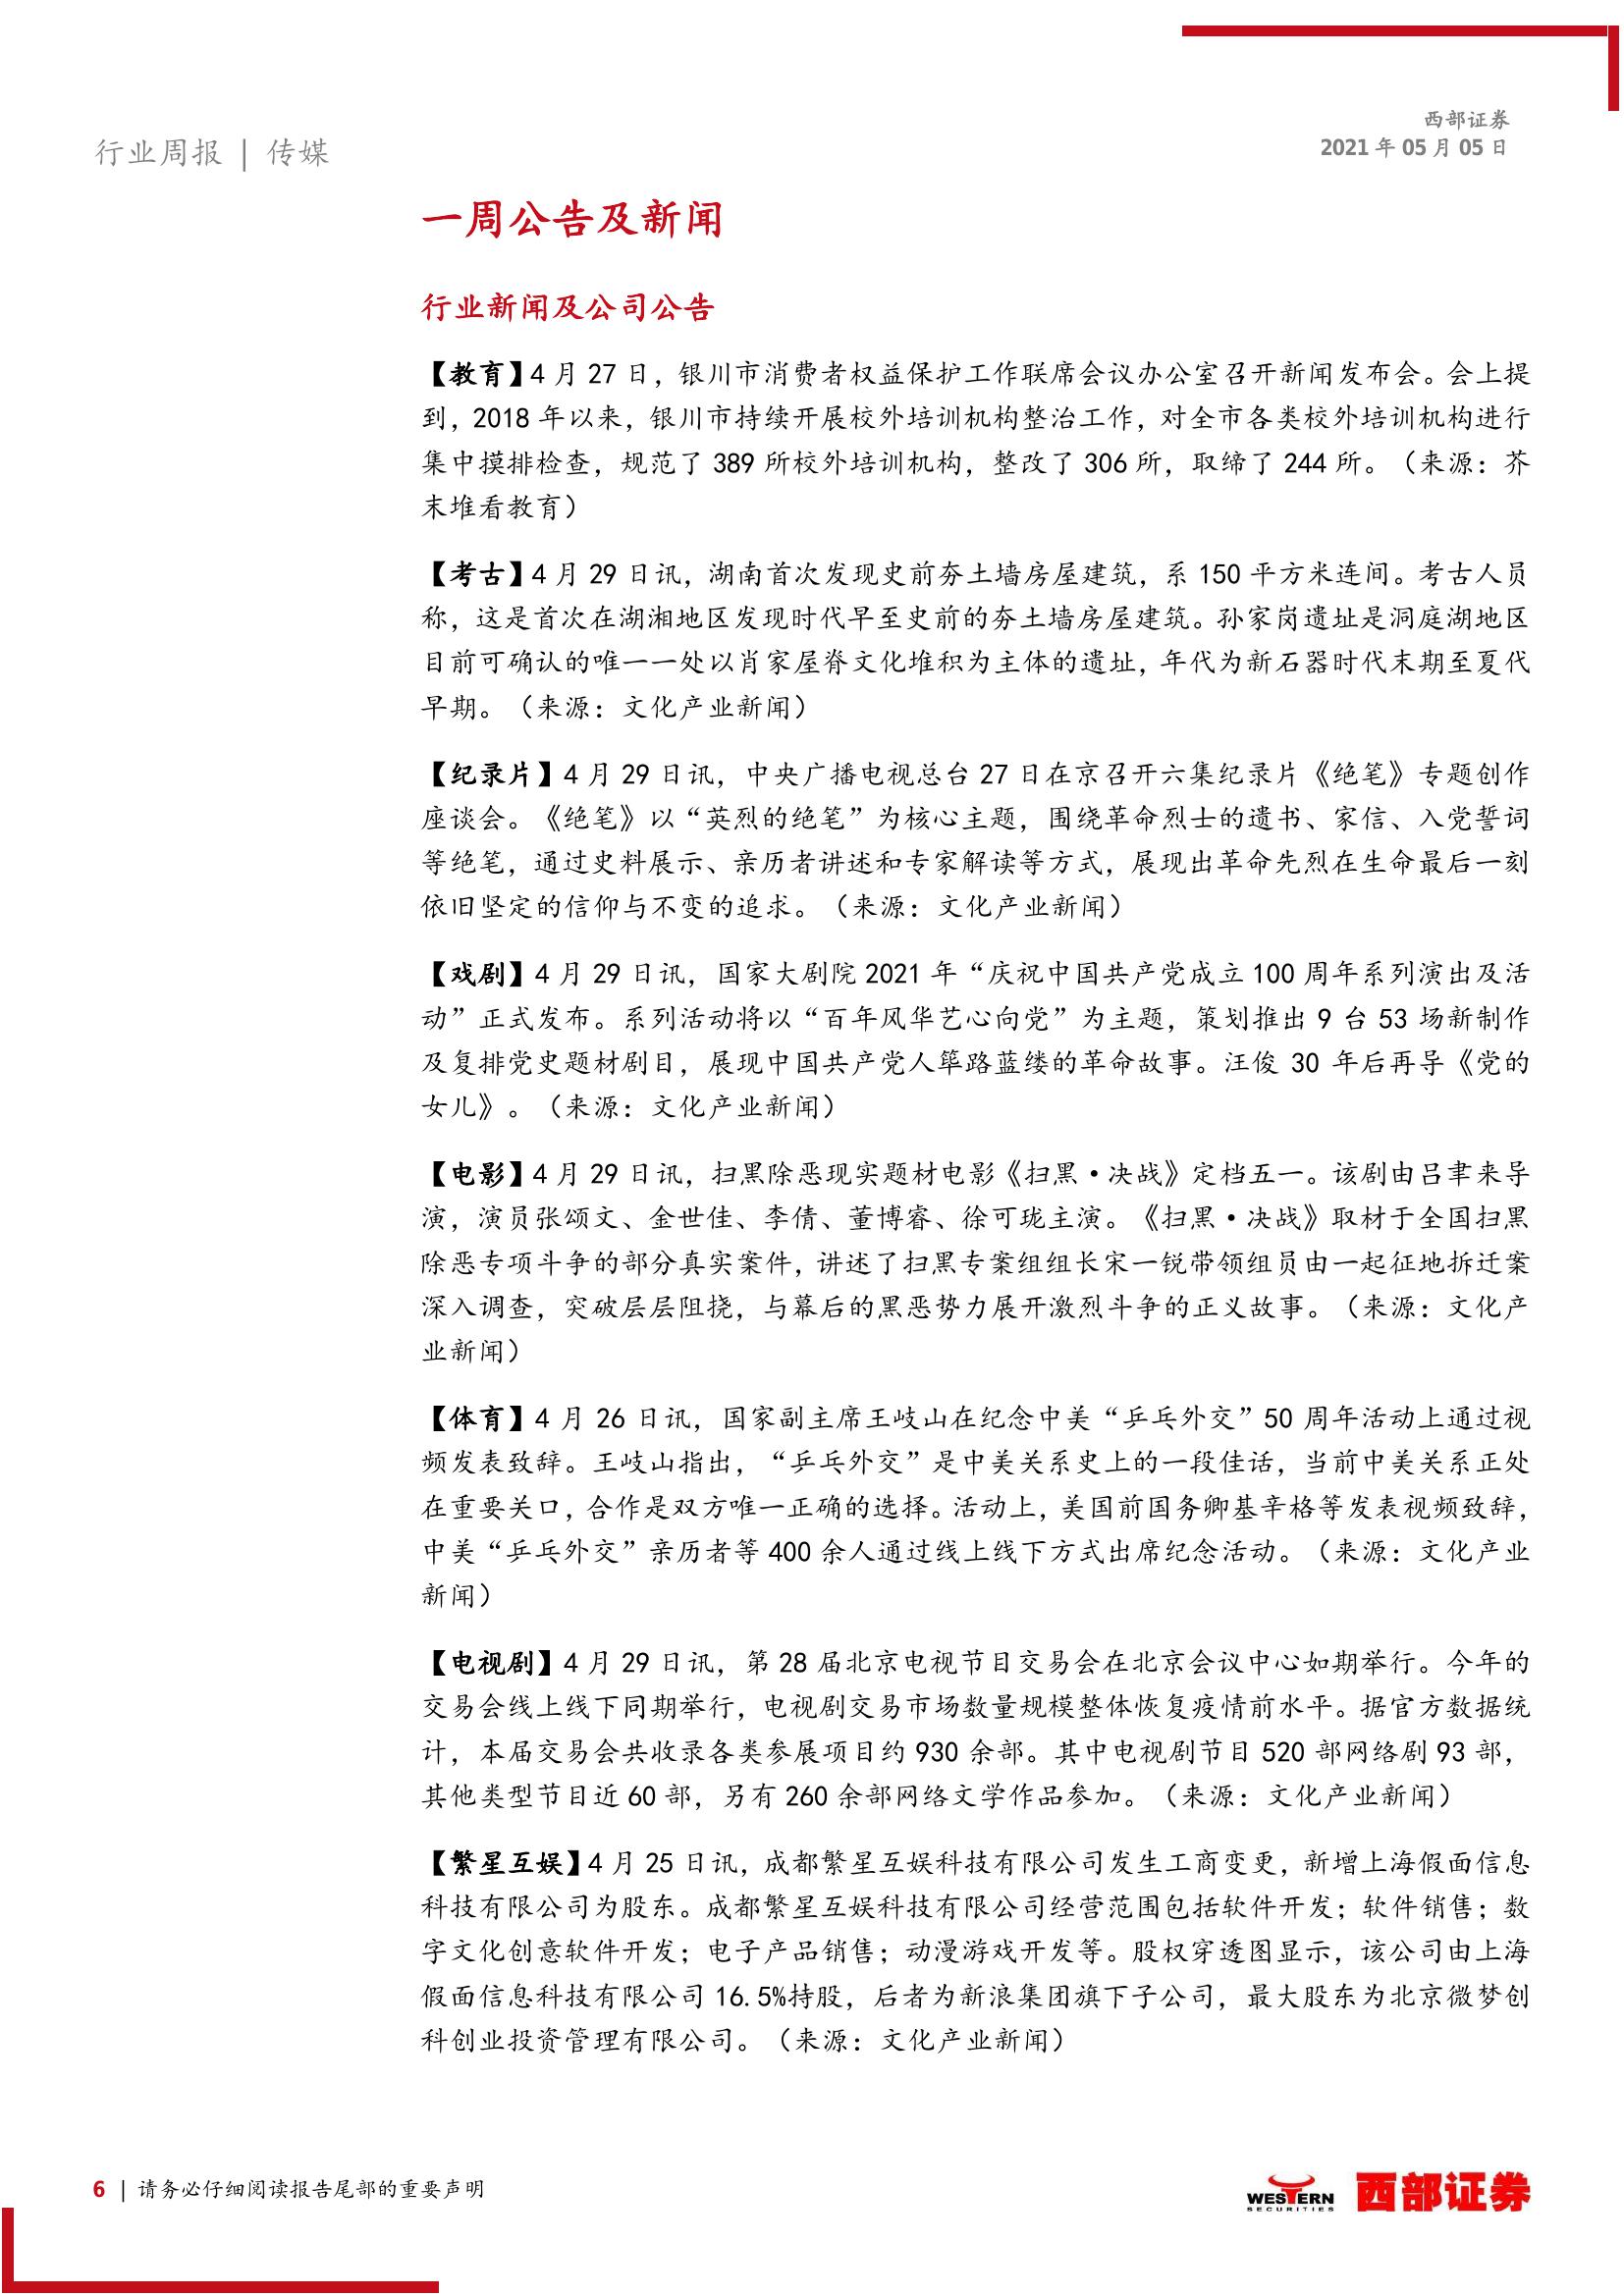 西部证券
行业周报 | 传媒
2021 年 05 月 05 日
一周公告及新闻
行业新闻及公司公告
【教育】4 月 27 日，银川市消费者权益保护工作联席会议办公室召开新闻发布会。会上提
到，2018 年以来，银川市持续开展校外培训机构整治工作，对全市各类校外培训机构进行
集中摸排检查，规范了 389 所校外培训机构，整改了 306 所，取缔了 244 所。（来源：芥
末堆看教育）
【考古】4 月 29 日讯，湖南首次发现史前夯土墙房屋建筑，系 150 平方米连间。考古人员
称，这是首次在湖湘地区发现时代早至史前的夯土墙房屋建筑。孙家岗遗址是洞庭湖地区
目前可确认的唯一一处以肖家屋脊文化堆积为主体的遗址，年代为新石器时代末期至夏代
早期。（来源：文化产业新闻）
【纪录片】4 月 29 日讯，中央广播电视总台 27 日在京召开六集纪录片《绝笔》专题创作
座谈会。《绝笔》以“英烈的绝笔”为核心主题，围绕革命烈士的遗书、家信、入党誓词
等绝笔，通过史料展示、亲历者讲述和专家解读等方式，展现出革命先烈在生命最后一刻
依旧坚定的信仰与不变的追求。（来源：文化产业新闻）
【戏剧】4 月 29 日讯，国家大剧院 2021 年“庆祝中国共产党成立 100 周年系列演出及活
动”正式发布。系列活动将以“百年风华艺心向党”为主题，策划推出 9 台 53 场新制作
及复排党史题材剧目，展现中国共产党人筚路蓝缕的革命故事。汪俊 30 年后再导《党的
女儿》。（来源：文化产业新闻）
【电影】4 月 29 日讯，扫黑除恶现实题材电影《扫黑·决战》定档五一。该剧由吕聿来导
演，演员张颂文、金世佳、李倩、董博睿、徐可珑主演。《扫黑·决战》取材于全国扫黑
除恶专项斗争的部分真实案件，讲述了扫黑专案组组长宋一锐带领组员由一起征地拆迁案
深入调查，突破层层阻挠，与幕后的黑恶势力展开激烈斗争的正义故事。（来源：文化产
业新闻）
【体育】4 月 26 日讯，国家副主席王岐山在纪念中美“乒乓外交”50 周年活动上通过视
频发表致辞。王岐山指出，“乒乓外交”是中美关系史上的一段佳话，当前中美关系正处
在重要关口，合作是双方唯一正确的选择。活动上，美国前国务卿基辛格等发表视频致辞，
中美“乒乓外交”亲历者等 400 余人通过线上线下方式出席纪念活动。（来源：文化产业
新闻）
【电视剧】4 月 29 日讯，第 28 届北京电视节目交易会在北京会议中心如期举行。今年的
交易会线上线下同期举行，电视剧交易市场数量规模整体恢复疫情前水平。据官方数据统
计，本届交易会共收录各类参展项目约 930 余部。其中电视剧节目 520 部网络剧 93 部，
其他类型节目近 60 部，另有 260 余部网络文学作品参加。（来源：文化产业新闻）
【繁星互娱】4 月 25 日讯，成都繁星互娱科技有限公司发生工商变更，新增上海假面信息
科技有限公司为股东。成都繁星互娱科技有限公司经营范围包括软件开发；软件销售；数
字文化创意软件开发；电子产品销售；动漫游戏开发等。股权穿透图显示，该公司由上海
假面信息科技有限公司 16.5%持股，后者为新浪集团旗下子公司，最大股东为北京微梦创
科创业投资管理有限公司。（来源：文化产业新闻）
6 | 请务必仔细阅读报告尾部的重要声明
WESTERN
SECURITIES
西部证券